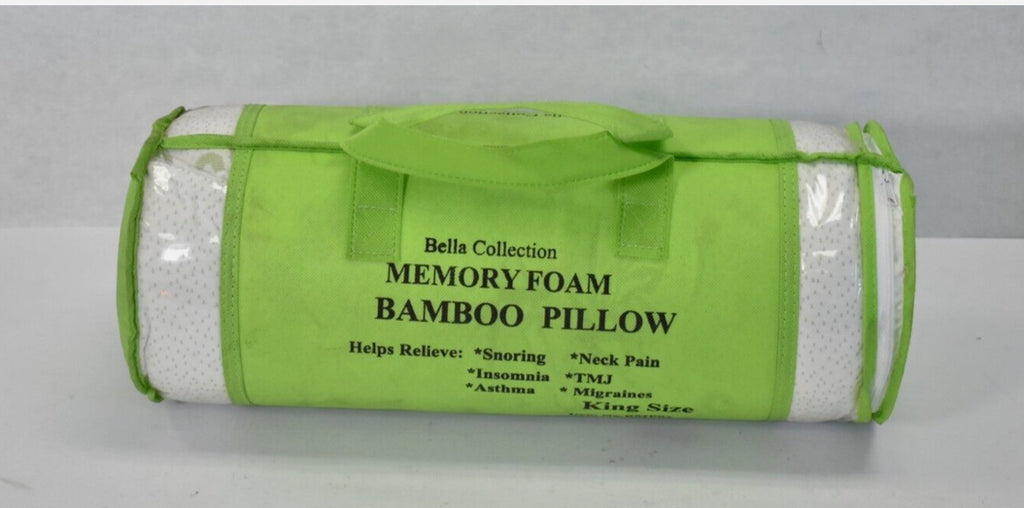 Bella Collection
MEMORY FOAM
BAMBOO PILLOW
Helps Relieve: *Snoring *Neck Pain
*Insomnia *TMJ
*Asthma * Migraines
King Size